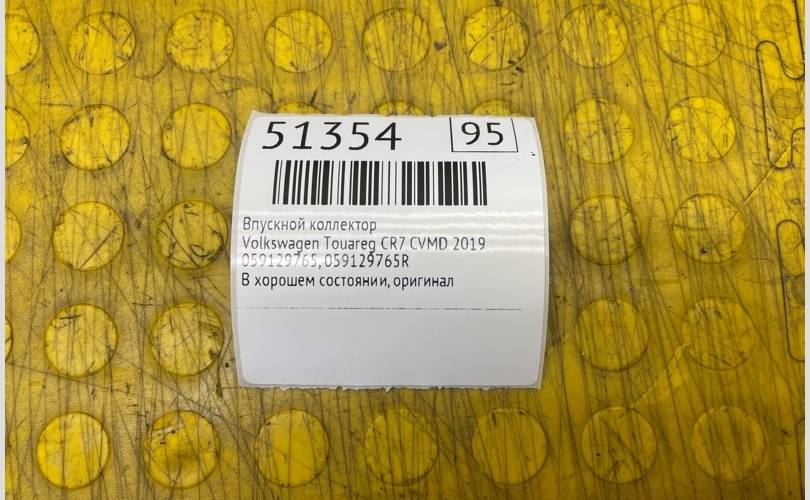 51354 95
Впускной коллектор
Volkswagen Touareg CR7 CVMD 2019
059129765, 059129765R
В хорошем состоянии, оригинал